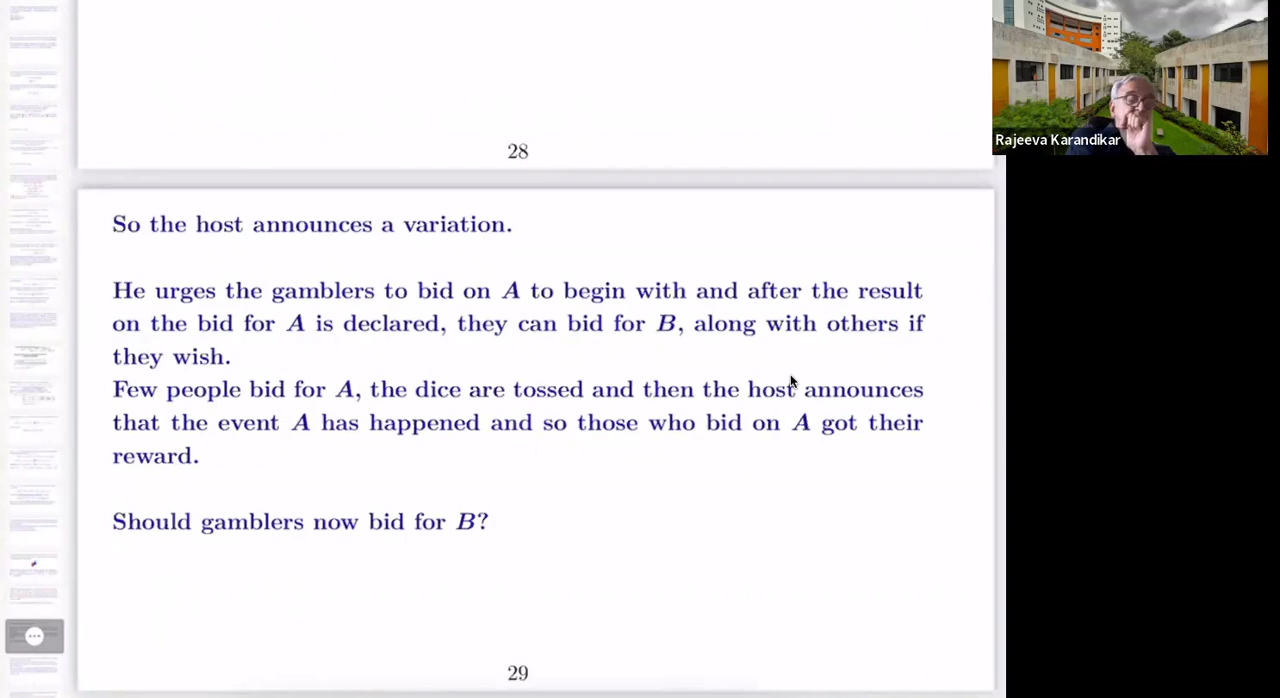 28
Rajeeva Karandikar
So the host announces a variation.
He urges the gamblers to bid on A to begin with and after the result
on the bid for A is declared, they can bid for B, along with others if
they wish.
Few people bid for A, the dice are tossed and then the host announces
that the event A has happened and so those who bid on A got their
reward.
Should gamblers now bid for B?
29